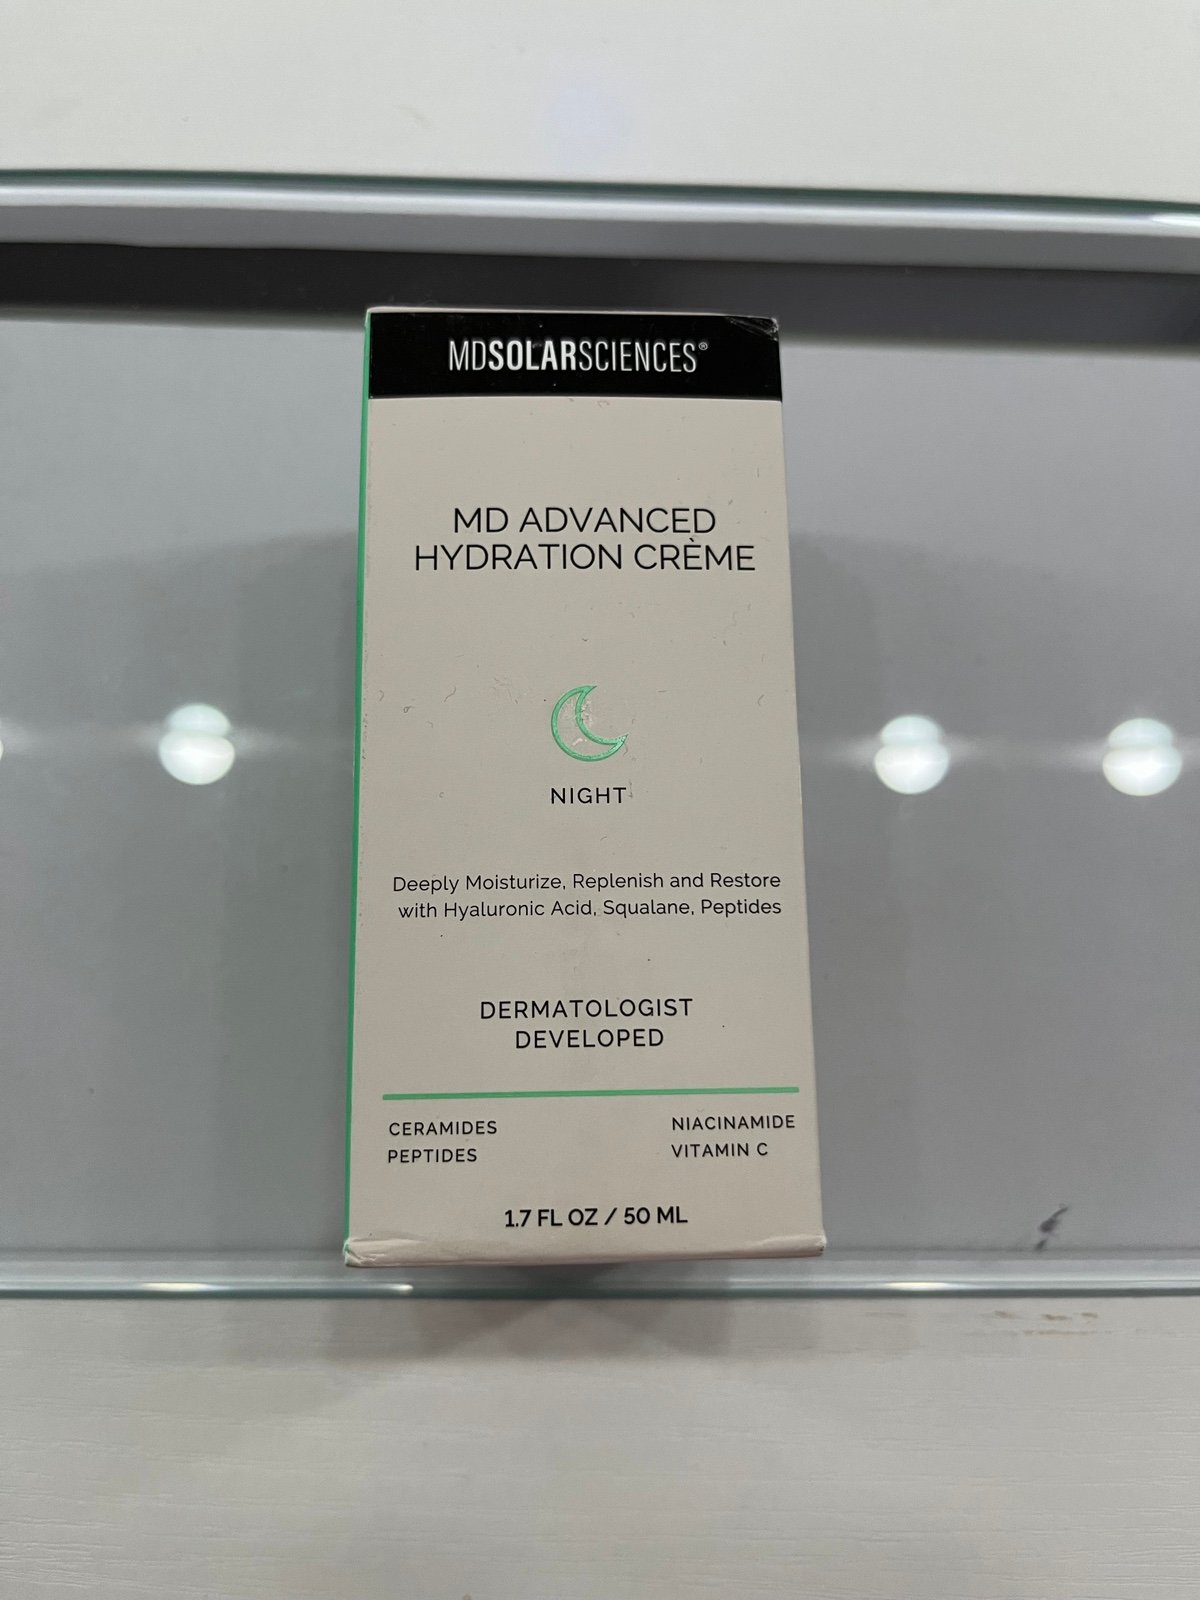 MDSOLARSCIENCES®
MD ADVANCED
HYDRATION CRÈME
NIGHT
Deeply Moisturize, Replenish and Restore
with Hyaluronic Acid, Squalane, Peptides
DERMATOLOGIST
DEVELOPED
CERAMIDES
PEPTIDES
NIACINAMIDE
VITAMIN C
1.7 FL OZ / 50 ML